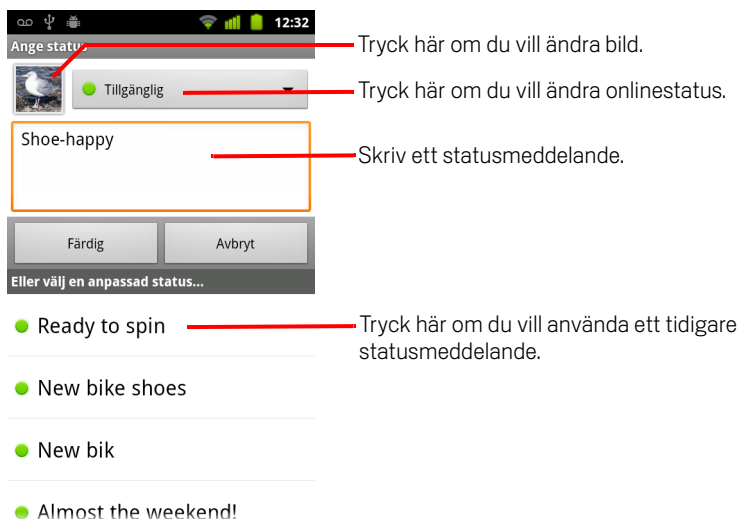 12:32
Ange status
Tillgänglig
Shoe-happy
Färdig
Avbryt
Eller välj en anpassad status...
Ready to spin
New bike shoes
New bik
Almost the weekend!
Tryck här om du vill ändra bild.
Tryck här om du vill ändra onlinestatus.
Skriv ett statusmeddelande.
Tryck här om du vill använda ett tidigare
statusmeddelande.